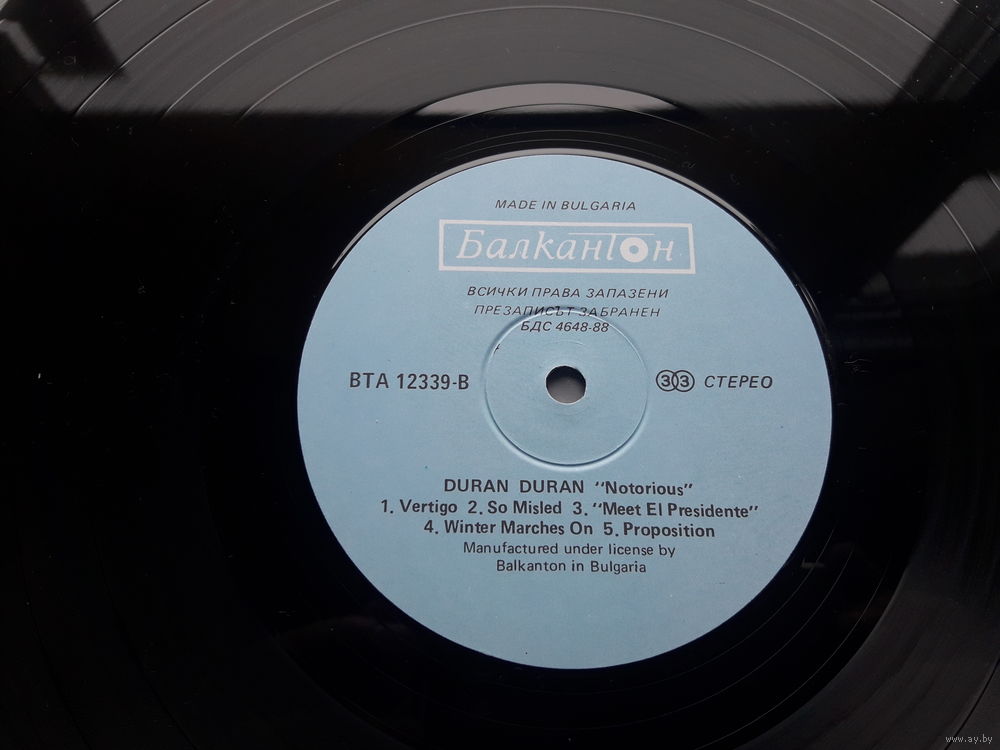 MADE IN BULGARIA
Балкантон
ВСИЧКИ ПРАВА ЗАПАЗЕНИ
ПРЕЗАПИСЪТ ЗАБРАНЕН
БДС 4648-88
ВТА 12339-В
33 СТЕРЕО
DURAN DURAN "Notorious"
1. Vertigo 2. So Misled 3. "Meet El Presidente"
4. Winter Marches On 5. Proposition
Manufactured under license by
Balkanton in Bulgaria
www.ay.by